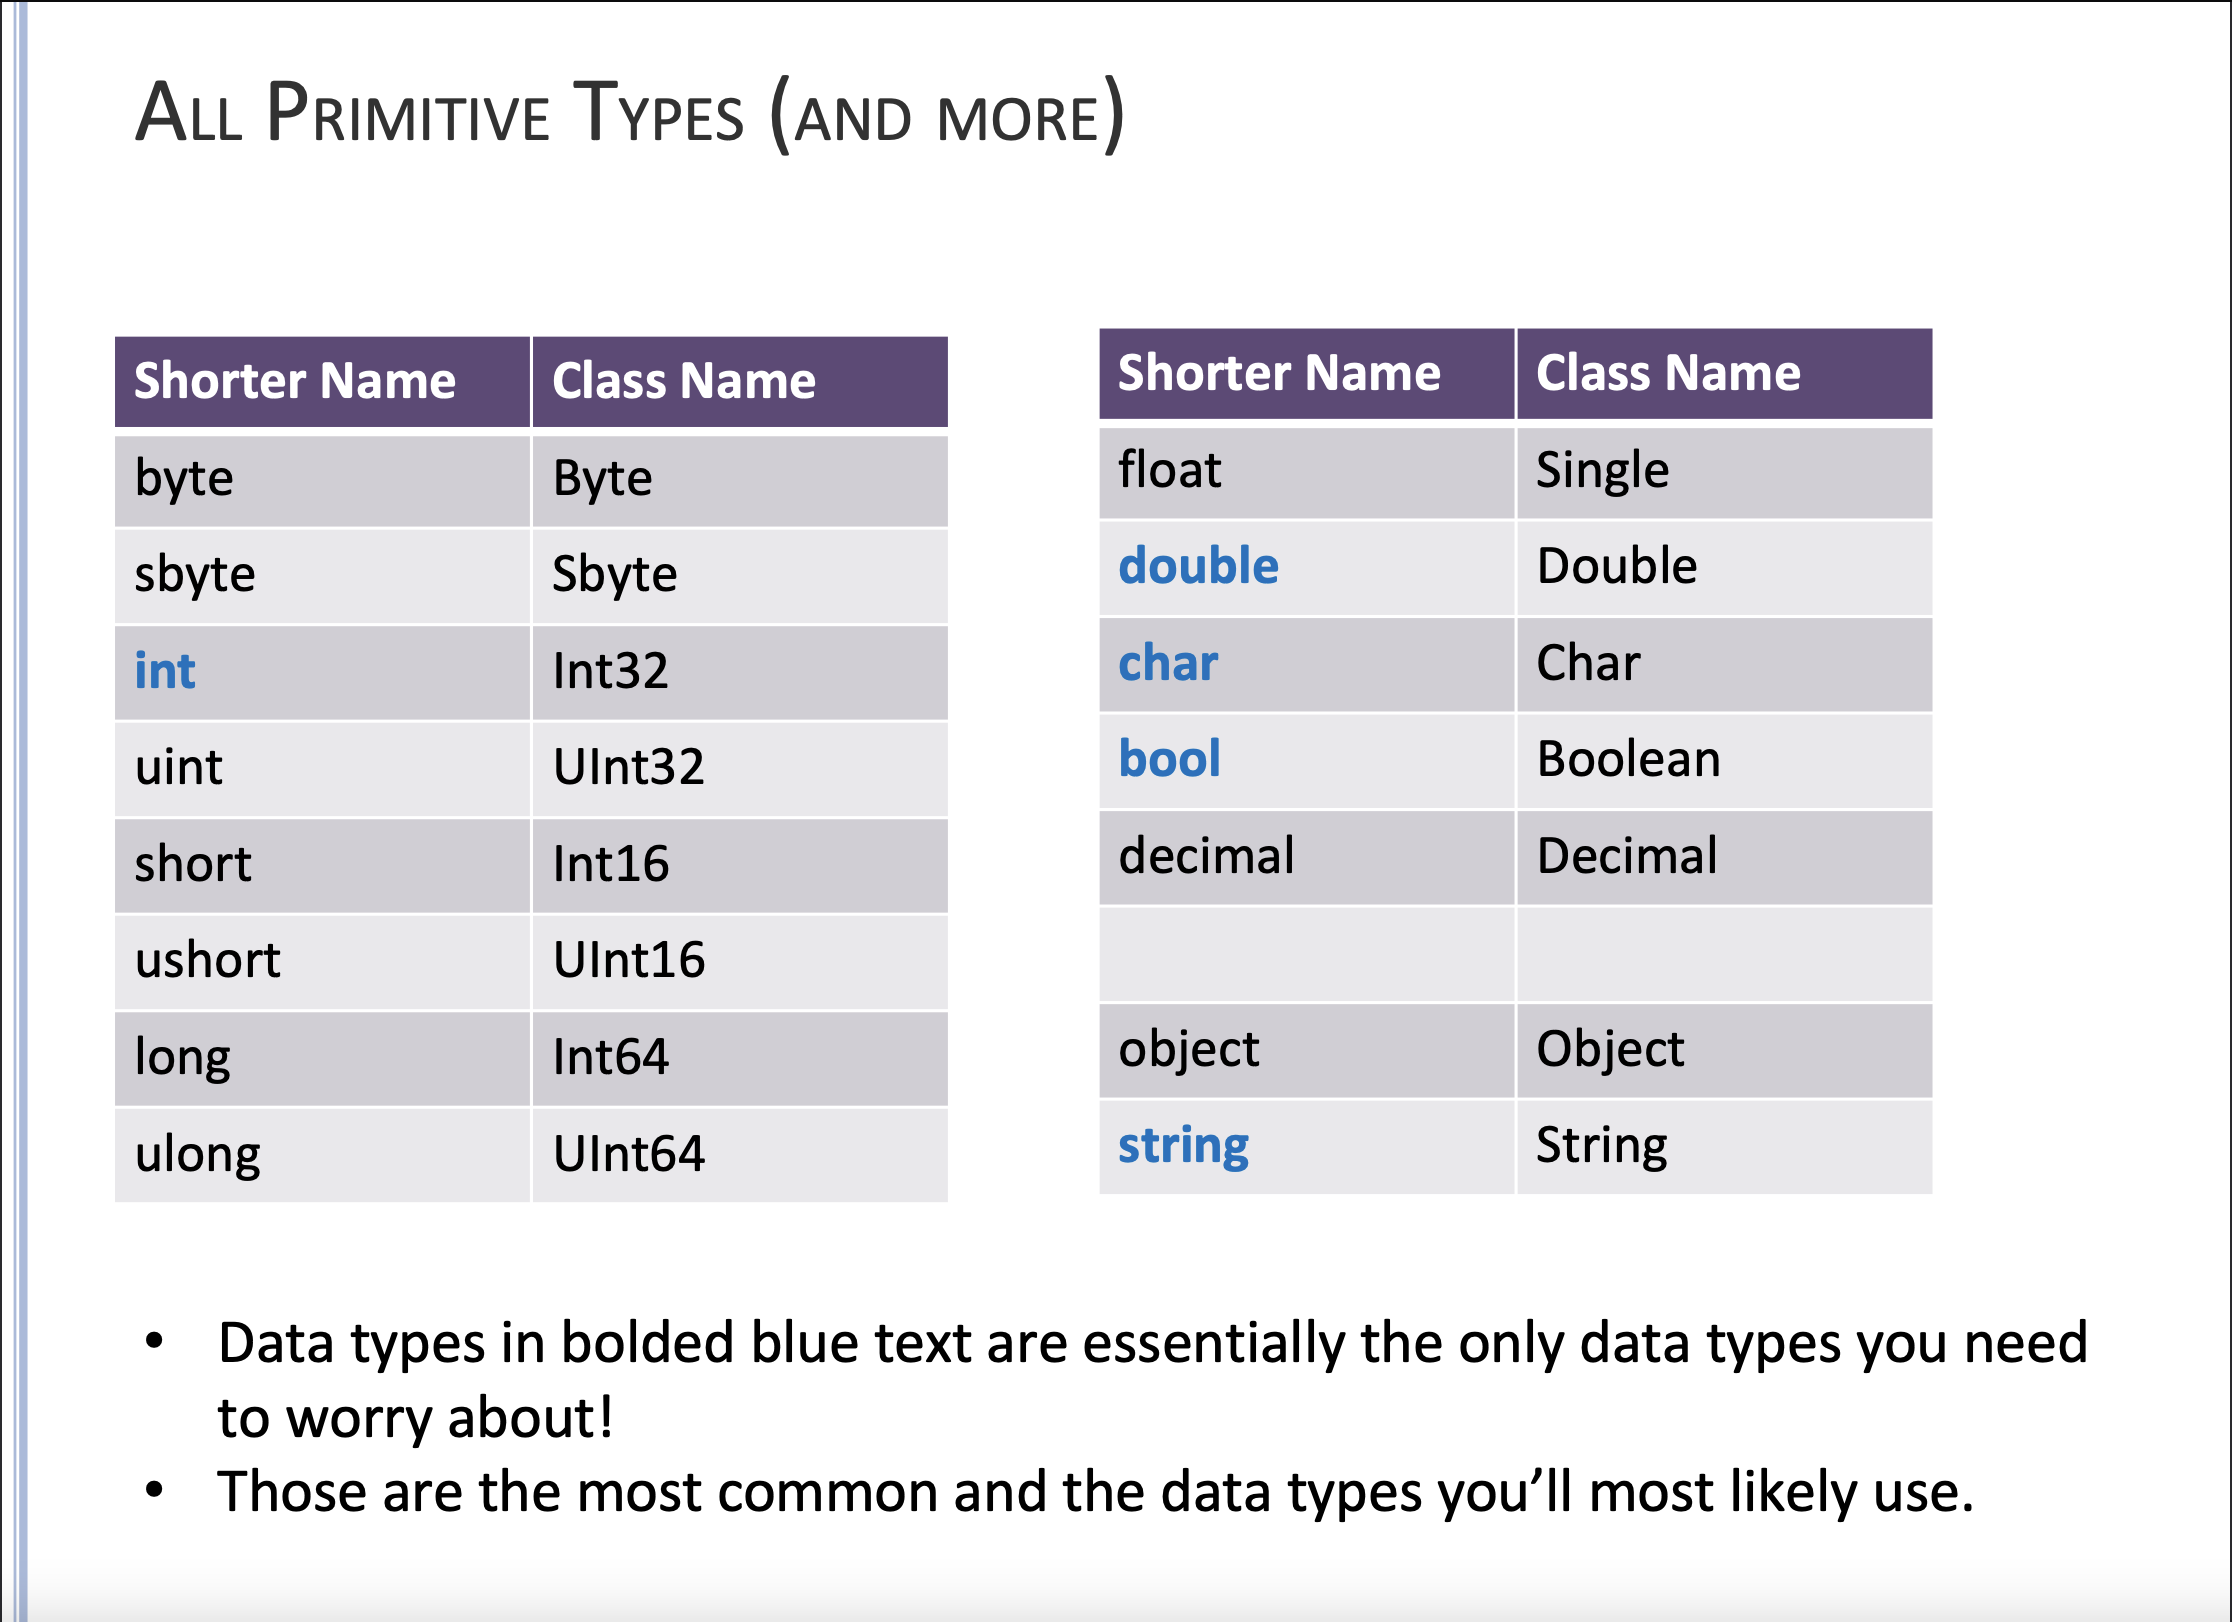 All Primitive Types (and more)
Shorter Name Class Name
byte Byte
sbyte Sbyte
int Int32
uint UInt32
short Int16
ushort UInt16
long Int64
ulong UInt64
Shorter Name Class Name
float Single
double Double
char Char
bool Boolean
decimal Decimal
object Object
string String
• Data types in bolded blue text are essentially the only data types you need
to worry about!
• Those are the most common and the data types you’ll most likely use.